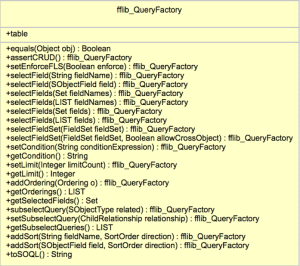 fflib_QueryFactory
+table
+equals(Object obj) : Boolean
+assertCRUD() : fflib_QueryFactory
+setEnforceFLS(Boolean enforce) : fflib_QueryFactory
+selectField(String fieldName) : fflib_QueryFactory
+selectField(SObjectField field) : fflib_QueryFactory
+selectFields(Set fieldNames) : fflib_QueryFactory
+selectFields(LIST fieldNames) : fflib_QueryFactory
+selectFields(Set fields) : fflib_QueryFactory
+selectFields(LIST fields) : fflib_QueryFactory
+selectFieldSet(FieldSet fieldSet) : fflib_QueryFactory
+selectFieldSet(FieldSet fieldSet, Boolean allowCrossObject) : fflib_QueryFactory
+setCondition(String conditionExpression) : fflib_QueryFactory
+getCondition() : String
+setLimit(Integer limitCount) : fflib_QueryFactory
+getLimit() : Integer
+addOrdering(Ordering o) : fflib_QueryFactory
+getOrderings() : LIST
+getSelectedFields() : Set
+subselectQuery(SObjectType related) : fflib_QueryFactory
+setSubselectQuery(ChildRelationship relationship) : fflib_QueryFactory
+getSubselectQueries() : LIST
+addSort(String fieldName, SortOrder direction) : fflib_QueryFactory
+addSort(SObjectField field, SortOrder direction) : fflib_QueryFactory
+toSOQL() : String